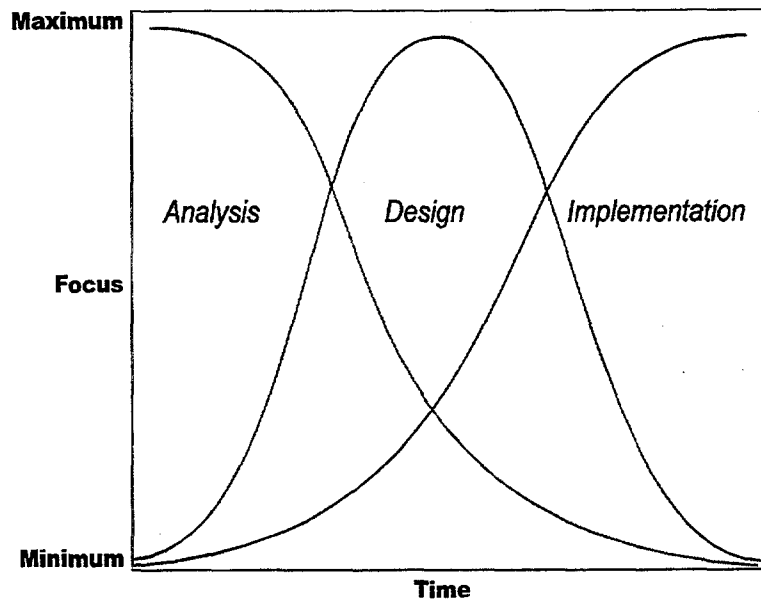 Maximum
Analysis
Design
Implementation
Focus
Minimum
Time